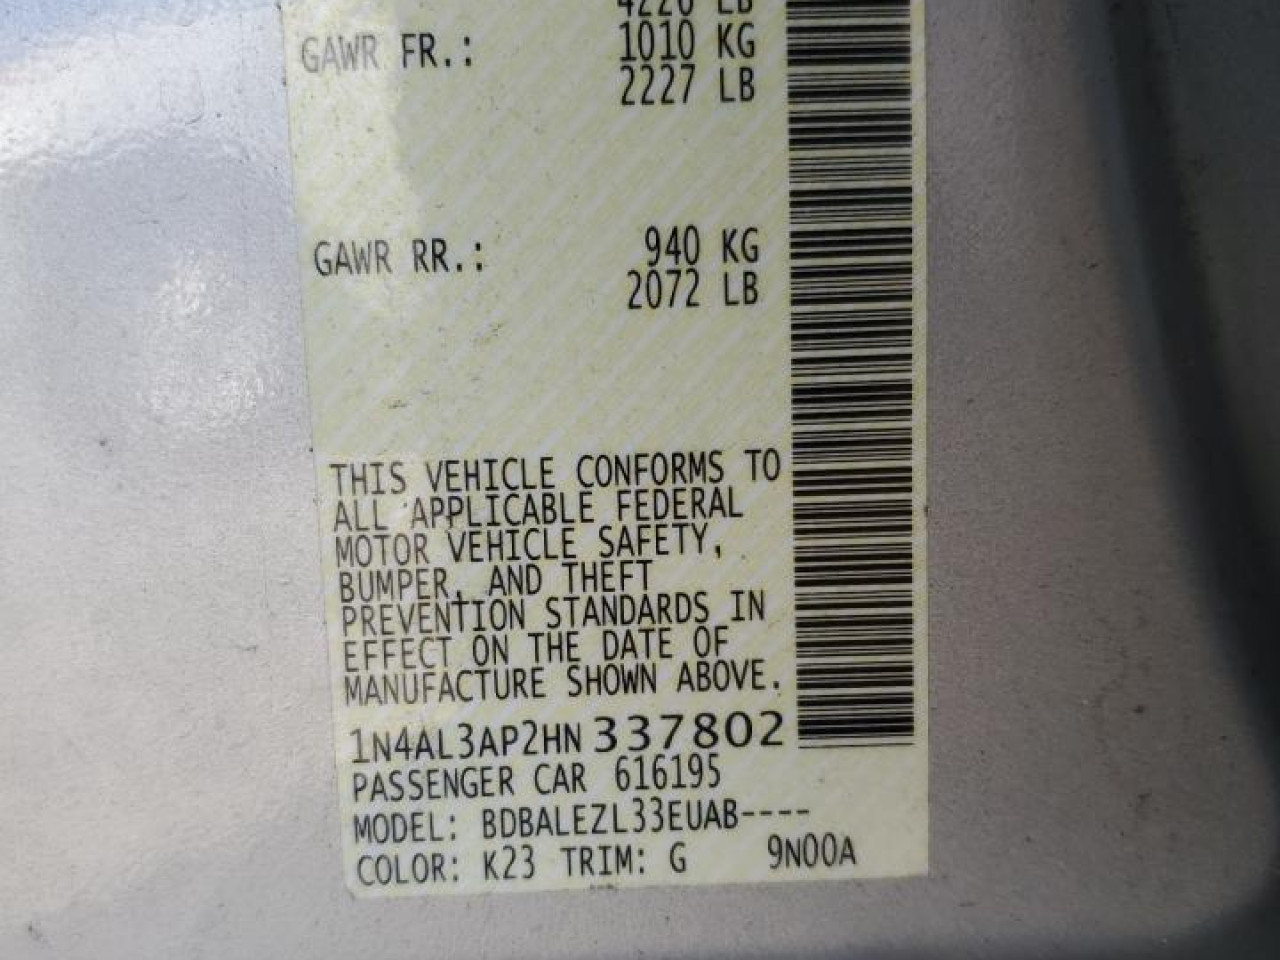 4226 LB
GAWR FR.: 1010 KG
2227 LB
GAWR RR.: 940 KG
2072 LB
THIS VEHICLE CONFORMS TO
ALL APPLICABLE FEDERAL
MOTOR VEHICLE SAFETY,
BUMPER, AND THEFT
PREVENTION STANDARDS IN
EFFECT ON THE DATE OF
MANUFACTURE SHOWN ABOVE.
1N4AL3AP2HN337802
PASSENGER CAR 616195
MODEL: BDBALEZL33EUAB----
COLOR: K23 TRIM: G 9N00A